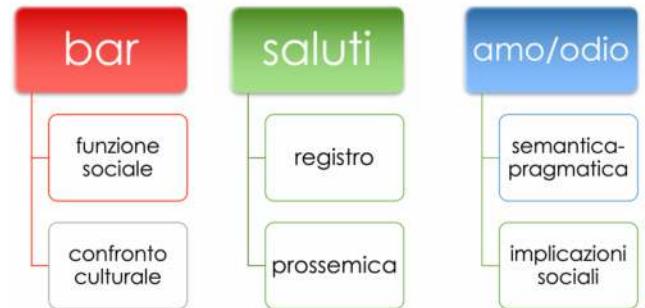 bar
funzione
sociale
confronto
culturale
saluti
registro
prossemica
amo/odio
semantica-
pragmatica
implicazioni
sociali